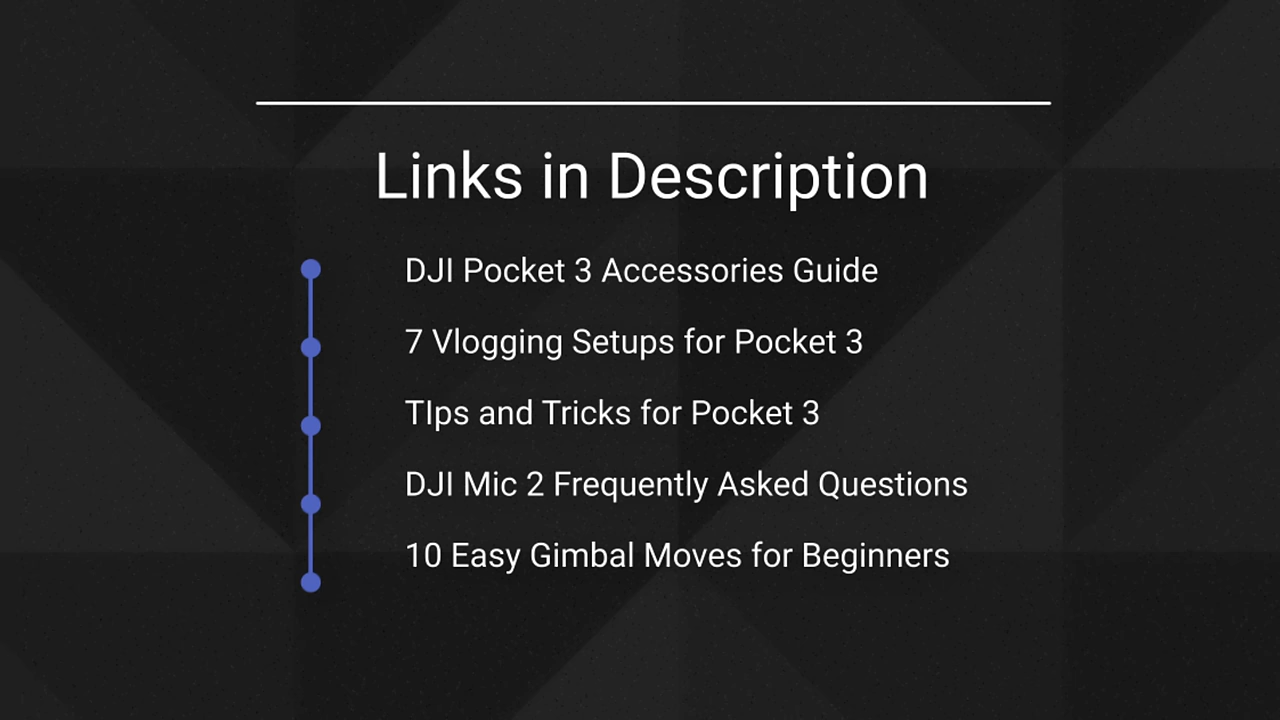 Links in Description
DJI Pocket 3 Accessories Guide
7 Vlogging Setups for Pocket 3
TIps and Tricks for Pocket 3
DJI Mic 2 Frequently Asked Questions
10 Easy Gimbal Moves for Beginners